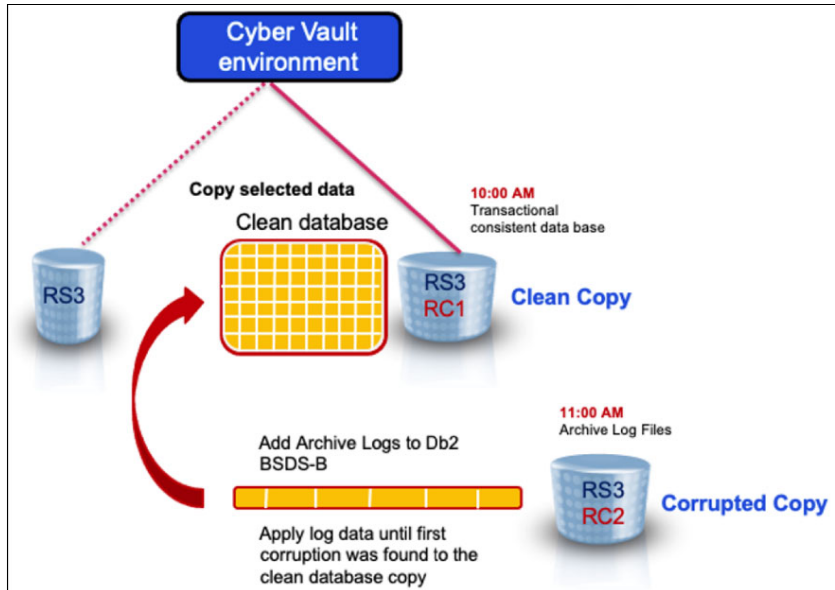 Cyber Vault
environment
Copy selected data
Clean database
10:00 AM
Transactional
consistent data base
RS3
RS3
RC1
Clean Copy
11:00 AM
Archive Log Files
Add Archive Logs to Db2
BSDS-B
RS3
RC2
Corrupted Copy
Apply log data until first
corruption was found to the
clean database copy